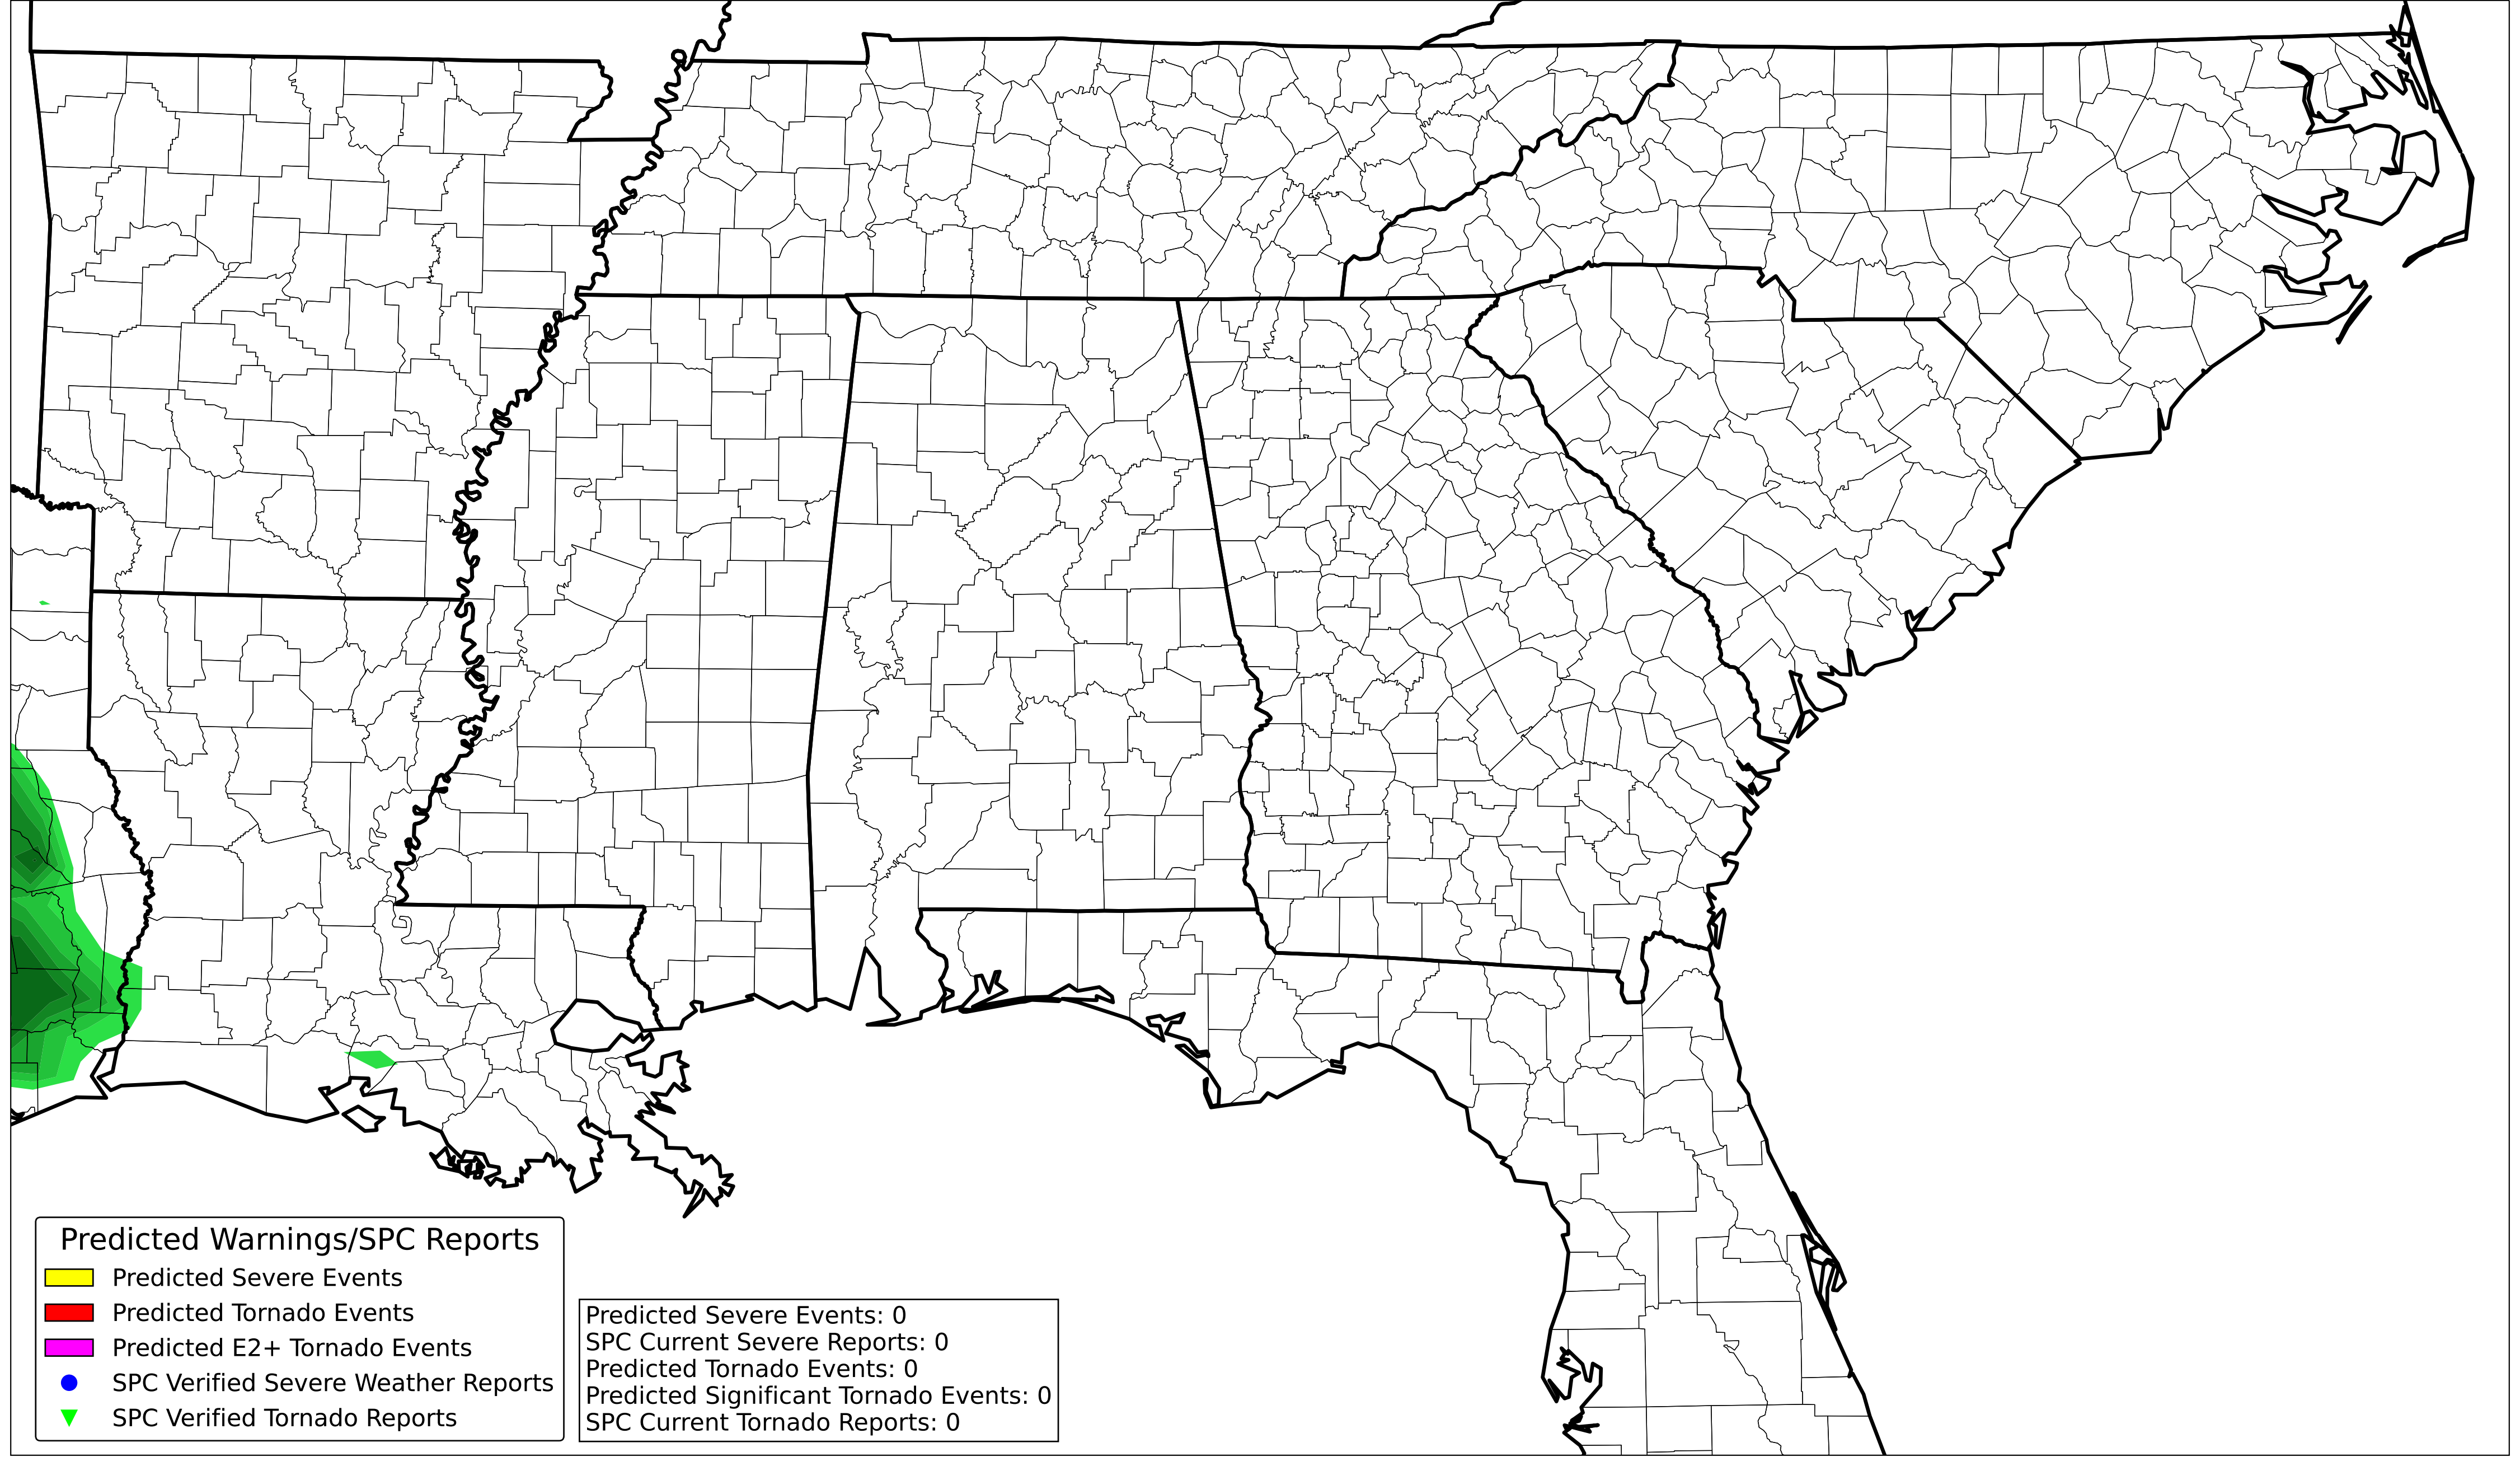 Predicted Warnings/SPC Reports
Predicted Severe Events
Predicted Tornado Events
Predicted E2+ Tornado Events
SPC Verified Severe Weather Reports
SPC Verified Tornado Reports
Predicted Severe Events: 0
SPC Current Severe Reports: 0
Predicted Tornado Events: 0
Predicted Significant Tornado Events: 0
SPC Current Tornado Reports: 0